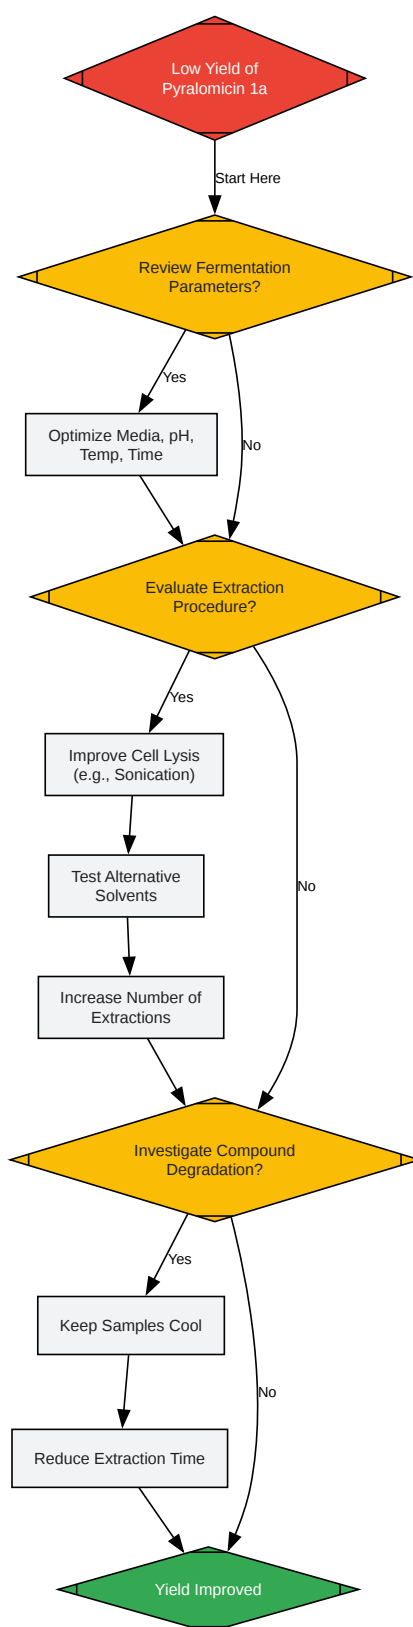 Low Yield of
Pyralomicin 1a
Start Here
Review Fermentation
Parameters?
Yes
Optimize Media, pH,
Temp, Time
No
Evaluate Extraction
Procedure?
Yes
Improve Cell Lysis
(e.g., Sonication)
Test Alternative
Solvents
No
Increase Number of
Extractions
Investigate Compound
Degradation?
Yes
Keep Samples Cool
No
Reduce Extraction Time
Yield Improved